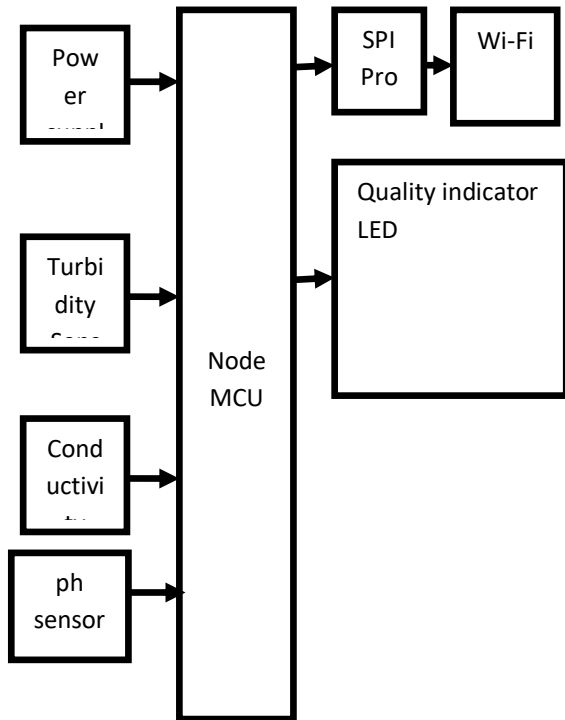 Pow
er
Turbi
dity
Cond
uctivi
ph
sensor
Node
MCU
SPI
Pro
Wi-Fi
Quality indicator
LED